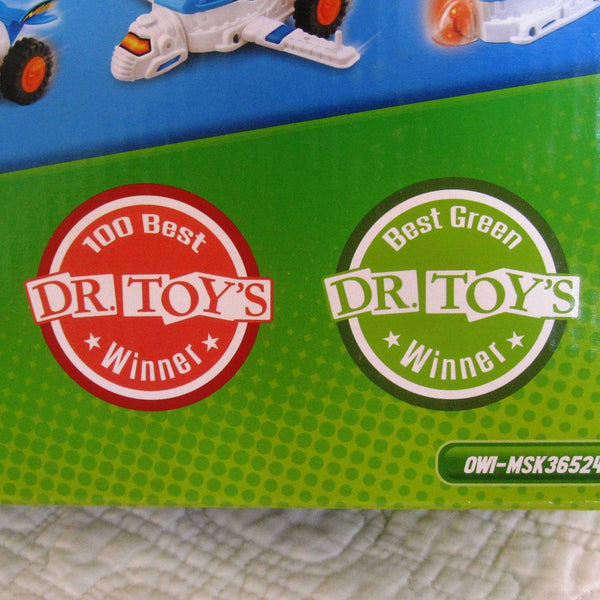 100 Best
DR. TOY'S
Winner
Best Green
DR. TOY'S
Winner
OWI-MSK36524